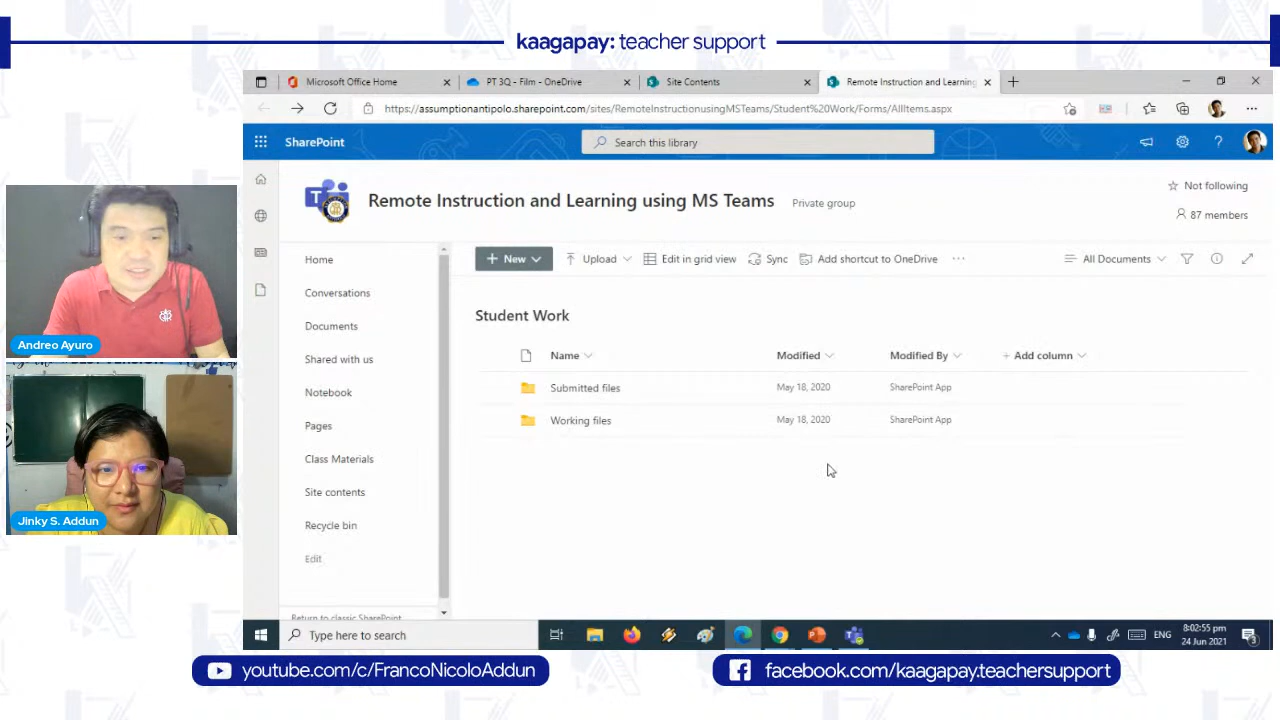 kaagapay: teacher support
Microsoft Office Home
PT 3Q - Film - OneDrive
Site Contents
Remote Instruction and Learning
https://assumptionantipolo.sharepoint.com/sites/RemoteInstructionusingMSTeams/Student%20Work/Forms/AllItems.aspx
SharePoint
Search this library
Remote Instruction and Learning using MS Teams
Private group
Not following
87 members
New
Upload
Edit in grid view
Sync
Add shortcut to OneDrive
All Documents
Home
Conversations
Documents
Shared with us
Notebook
Pages
Class Materials
Site contents
Recycle bin
Edit
Return to classic SharePoint
Student Work
Name
Modified
Modified By
+ Add column
Submitted files
May 18, 2020
SharePoint App
Working files
May 18, 2020
SharePoint App
Andreo Ayuro
Jinky S. Addun
Type here to search
ENG
8:02:55 pm
24 Jun 2021
youtube.com/c/FrancoNicoloAddun
facebook.com/kaagapay.teachersupport